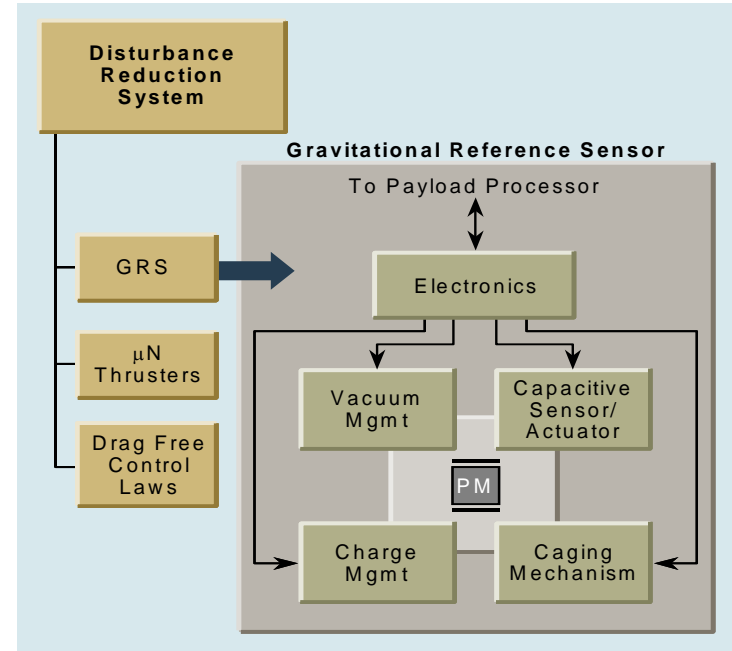 Disturbance
Reduction
System
Gravitational Reference Sensor
To Payload Processor
GRS
Electronics
μN
Thrusters
Vacuum
Mgmt
Capacitive
Sensor/
Actuator
Drag Free
Control
Laws
PM
Charge
Mgmt
Caging
Mechanism